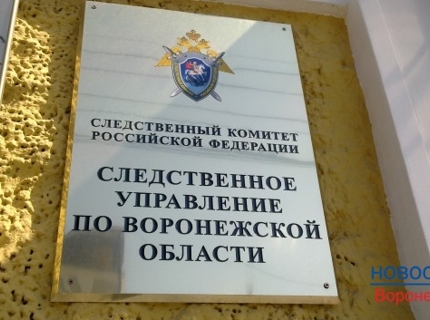 СЛЕДСТВЕННЫЙ КОМИТЕТ
РОССИЙСКОЙ ФЕДЕРАЦИИ
СЛЕДСТВЕННОЕ
УПРАВЛЕНИЕ
ПО ВОРОНЕЖСКОЙ
ОБЛАСТИ